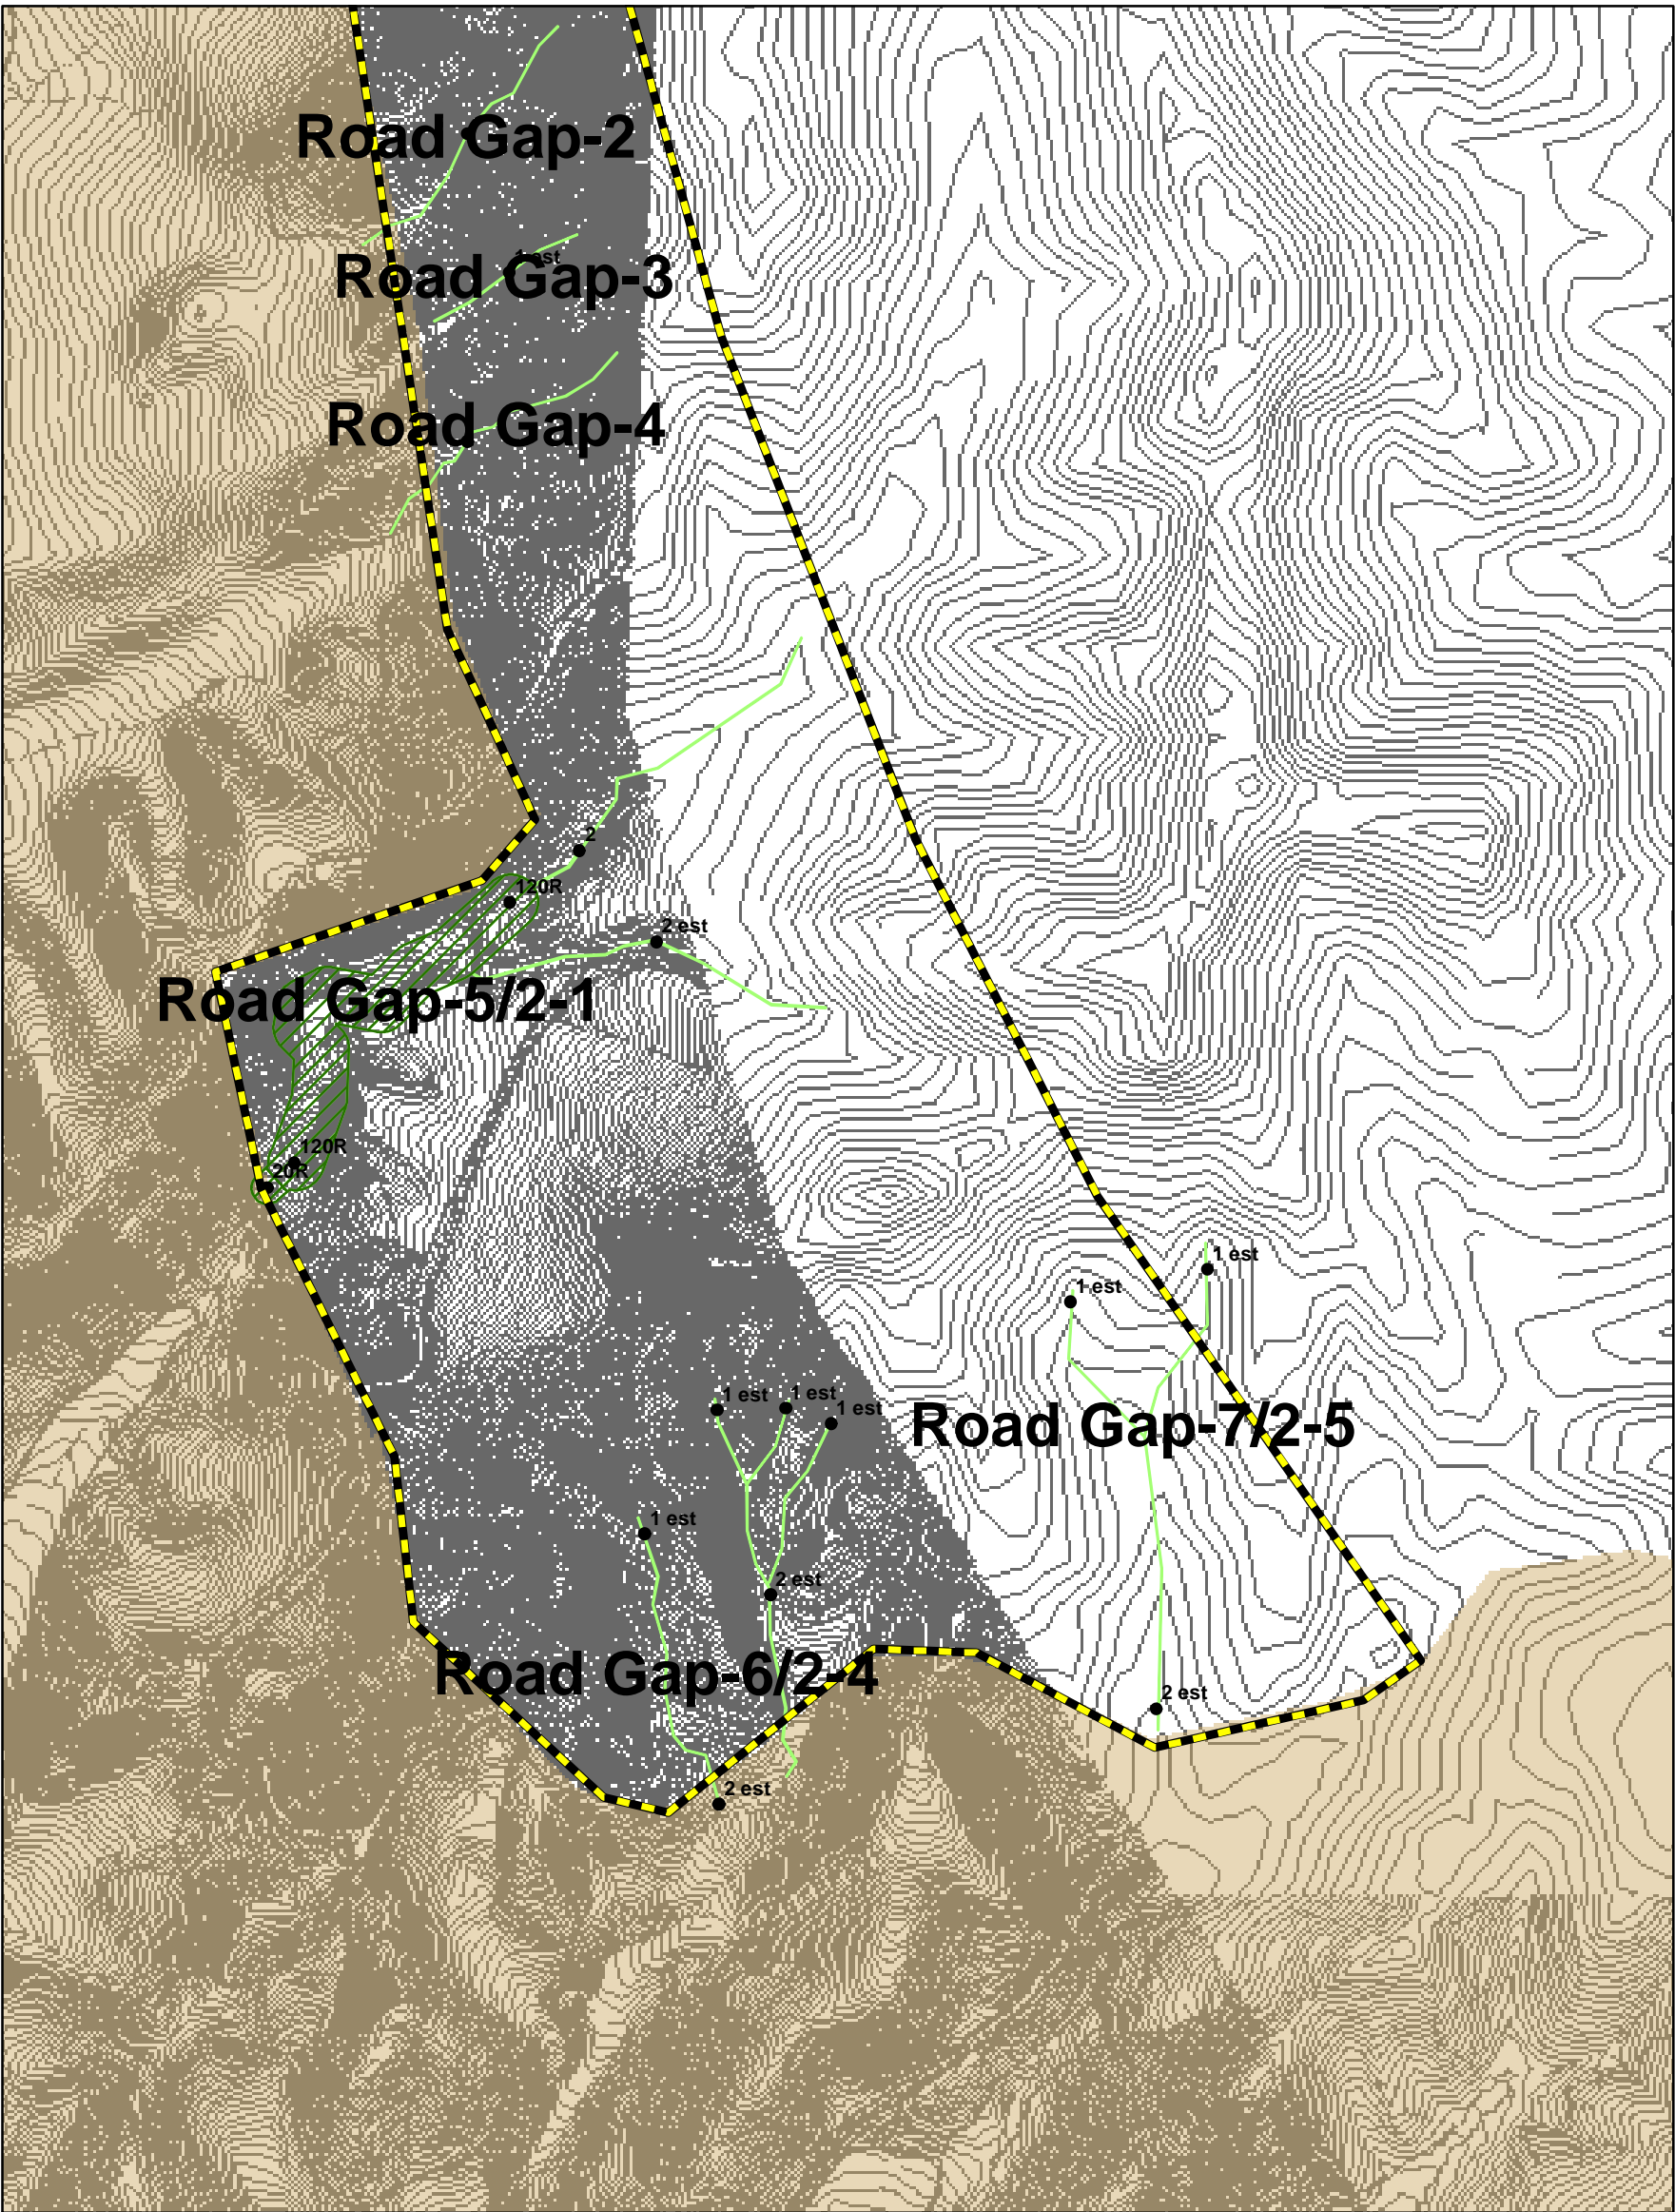 Road Gap-2
1 est
Road Gap-3
Road Gap-4
2
120R
2 est
Road Gap-5/2-1
120R
20R
1 est
1 est
1 est
1 est
1 est
Road Gap-7/2-5
1 est
2 est
Road Gap-6/2-4
2 est
2 est